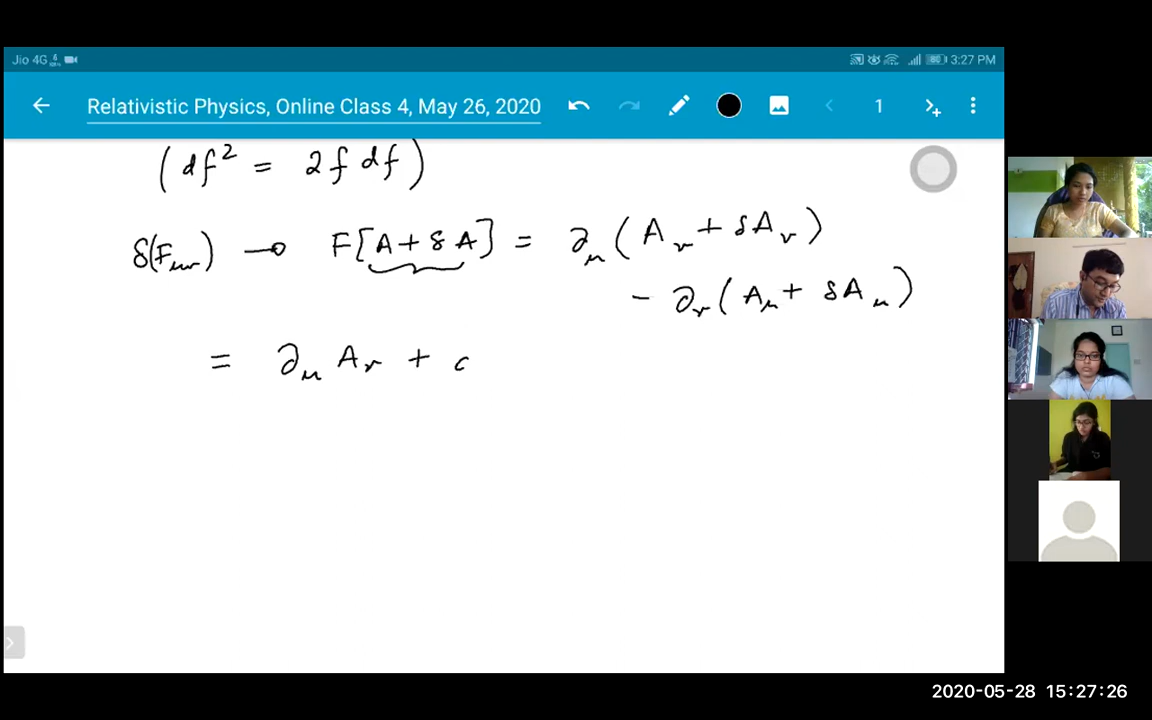 Jio 4G 3:27 PM
Relativistic Physics, Online Class 4, May 26, 2020 1
(df² = 2f df)
δ(Fμν) → F[A + δA] = ∂μ(Aν + δAν)
− ∂ν(Aμ + δAμ)
= ∂μ Aν + c
2020-05-28 15:27:26